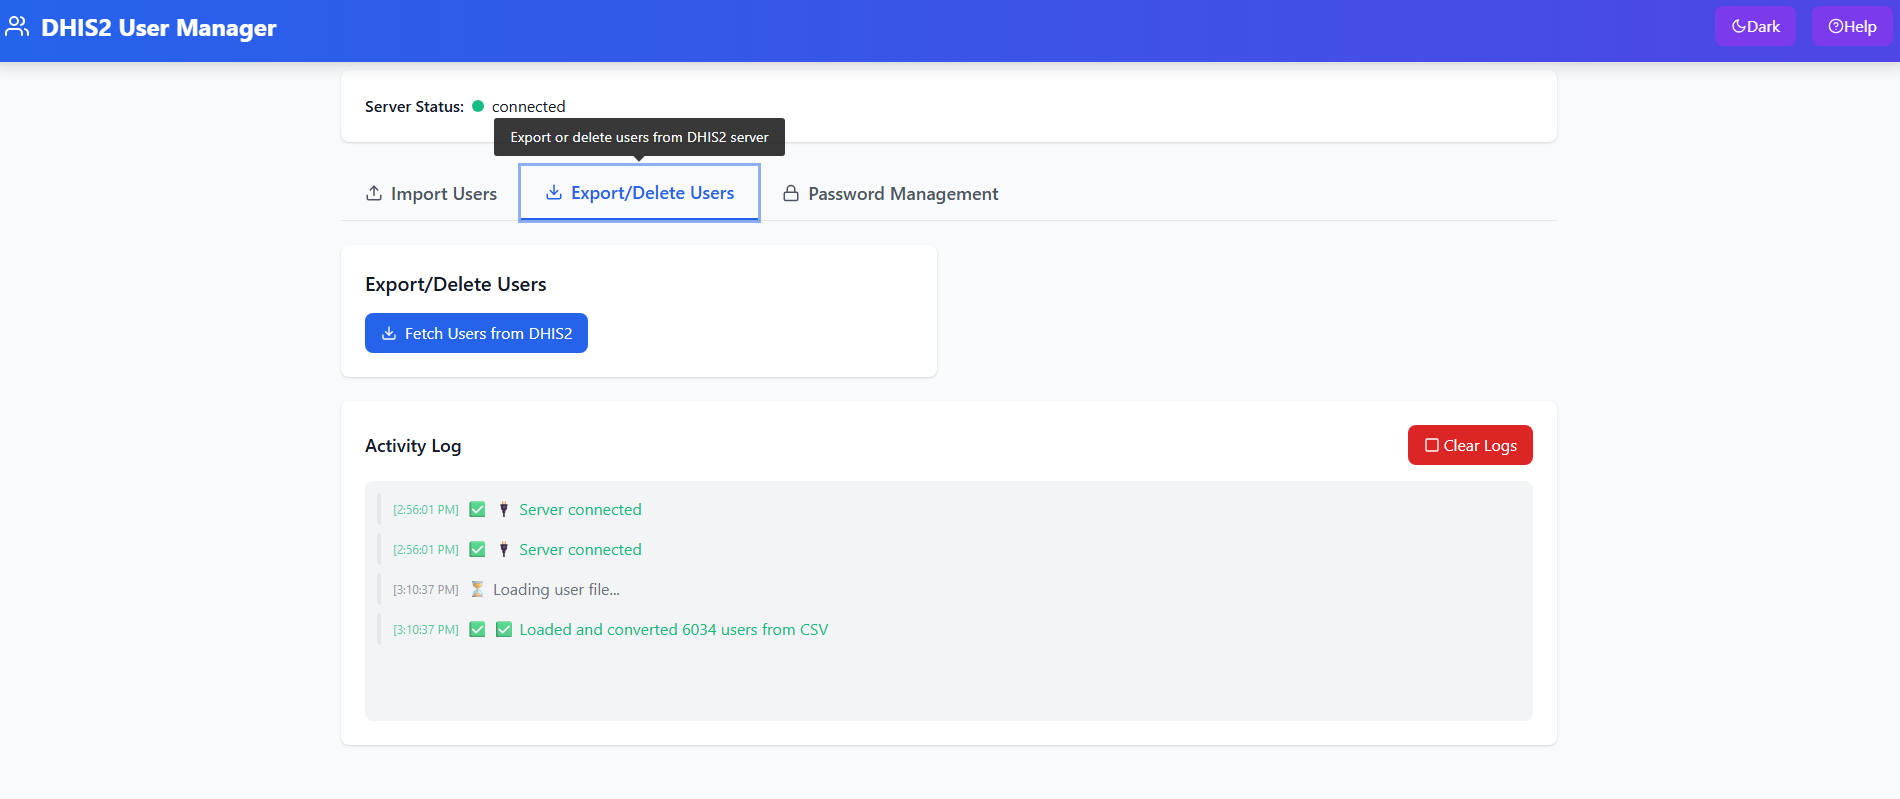 DHIS2 User Manager
Dark
Help
Server Status: connected
Export or delete users from DHIS2 server
Import Users
Export/Delete Users
Password Management
Export/Delete Users
Fetch Users from DHIS2
Activity Log
Clear Logs
[2:56:01 PM] ✅ 🔌 Server connected
[2:56:01 PM] ✅ 🔌 Server connected
[3:10:37 PM] ⏳ Loading user file...
[3:10:37 PM] ✅ ✅ Loaded and converted 6034 users from CSV